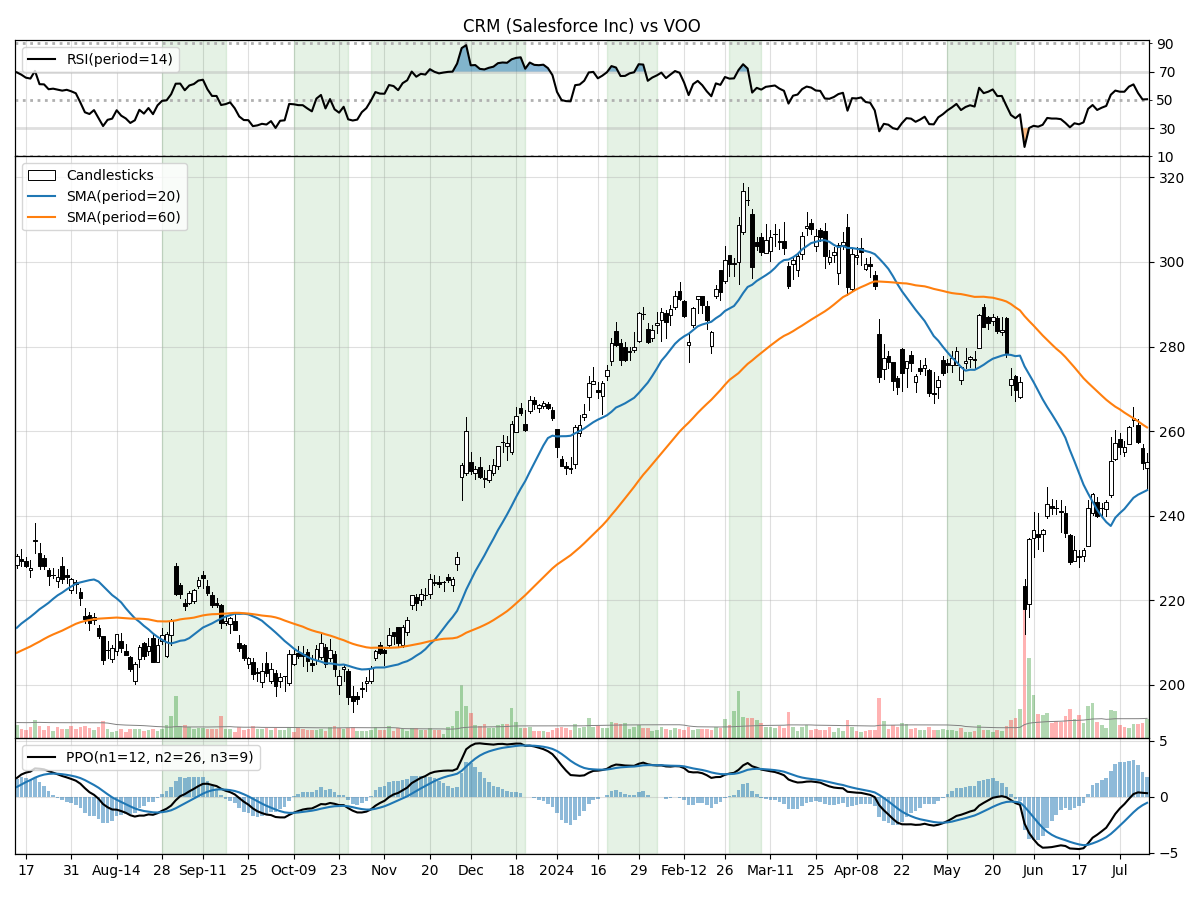 CRM (Salesforce Inc) vs VOO
RSI(period=14)
90
70
50
30
10
Candlesticks
SMA(period=20)
SMA(period=60)
320
300
280
260
240
220
200
PPO(n1=12, n2=26, n3=9)
5
0
−5
17 31 Aug-14 28 Sep-11 25 Oct-09 23 Nov 20 Dec 18 2024 16 29 Feb-12 26 Mar-11 25 Apr-08 22 May 20 Jun 17 Jul